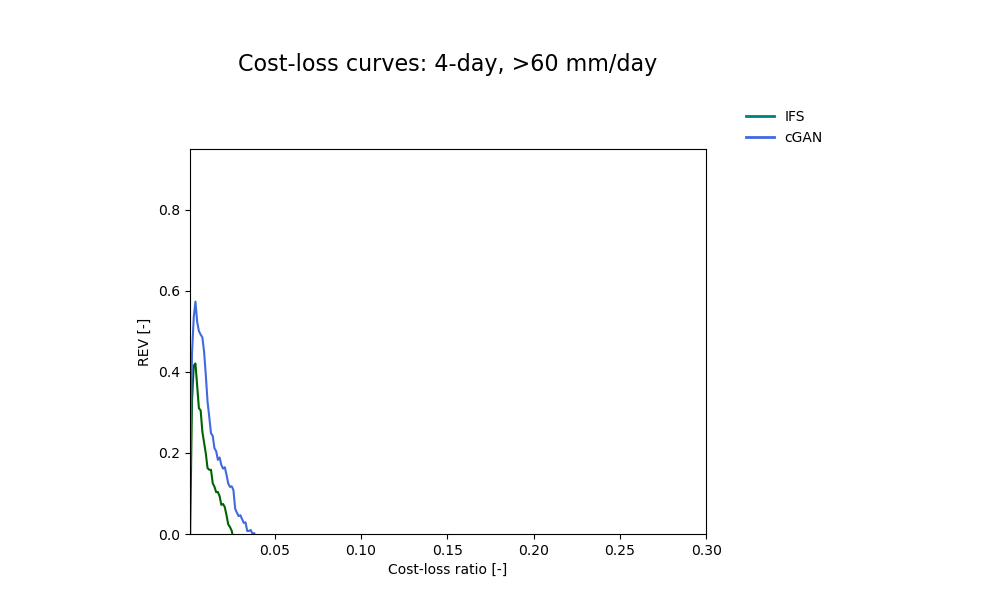 Cost-loss curves: 4-day, >60 mm/day
IFS
cGAN
0.8
0.6
0.4
0.2
0.0
REV [-]
0.05
0.10
0.15
0.20
0.25
0.30
Cost-loss ratio [-]